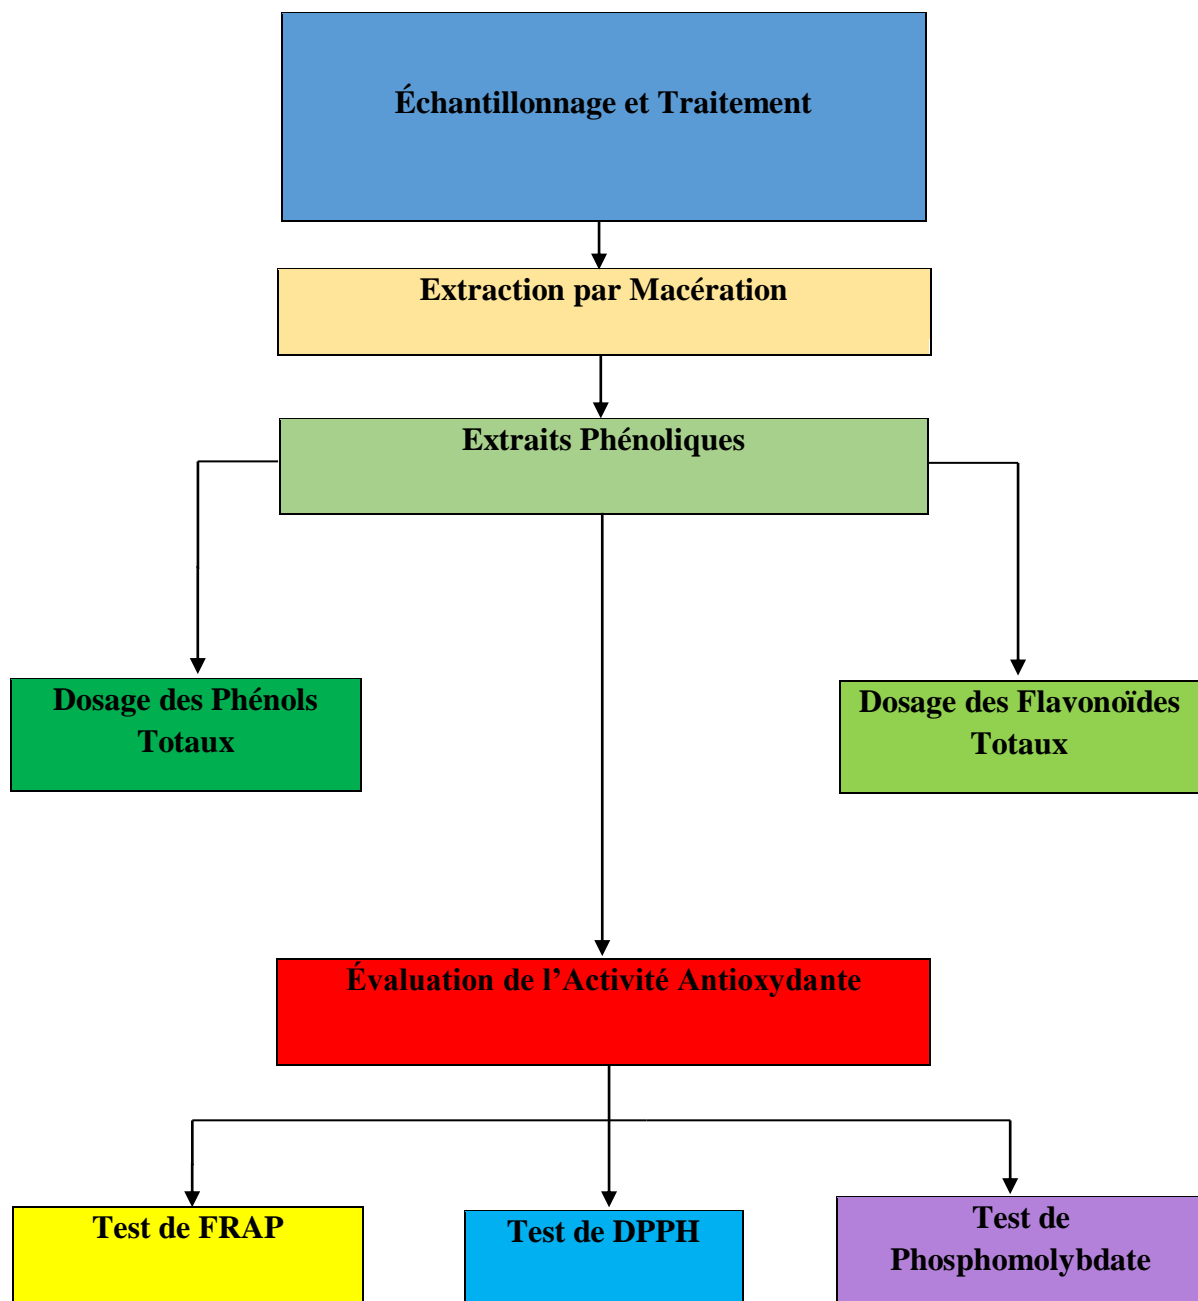 Échantillonnage et Traitement
Extraction par Macération
Extraits Phénoliques
Dosage des Phénols
Totaux
Dosage des Flavonoïdes
Totaux
Évaluation de l’Activité Antioxydante
Test de FRAP
Test de DPPH
Test de
Phosphomolybdate